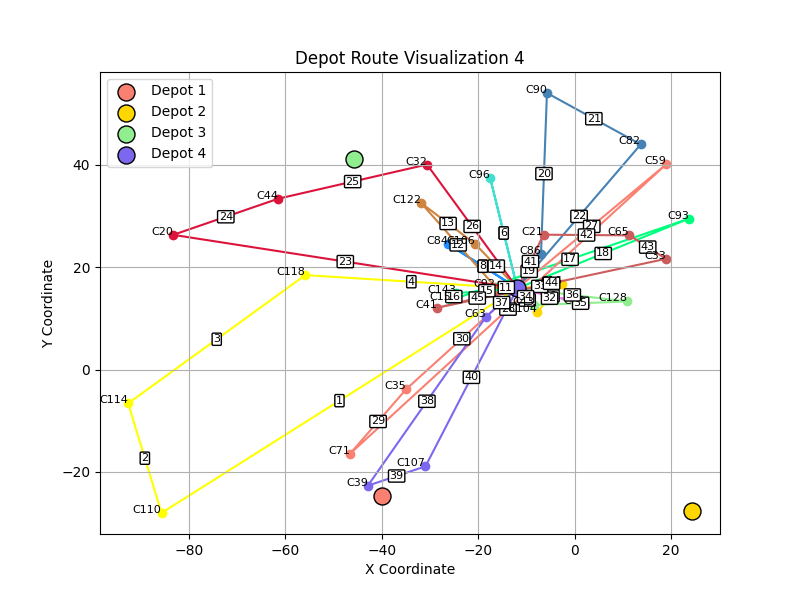 Depot Route Visualization 4
Depot 1
Depot 2
Depot 3
Depot 4
C90
21
C82
40
C32
C59
25
C96
20
C44
C122
24
22
C93
13
26
6
27
C20
C21
42
C65
C84
12
43
C86
18
C33
23
41
17
20
C118
8
14
19
4
C143
11
44
16
15
34
32
36
C128
C41
45
37
35
C63
C104
3
30
0
40
C35
C114
1
38
29
C71
2
C107
−20
39
C39
C110
−80
−60
−40
−20
0
20
X Coordinate
Y Coordinate